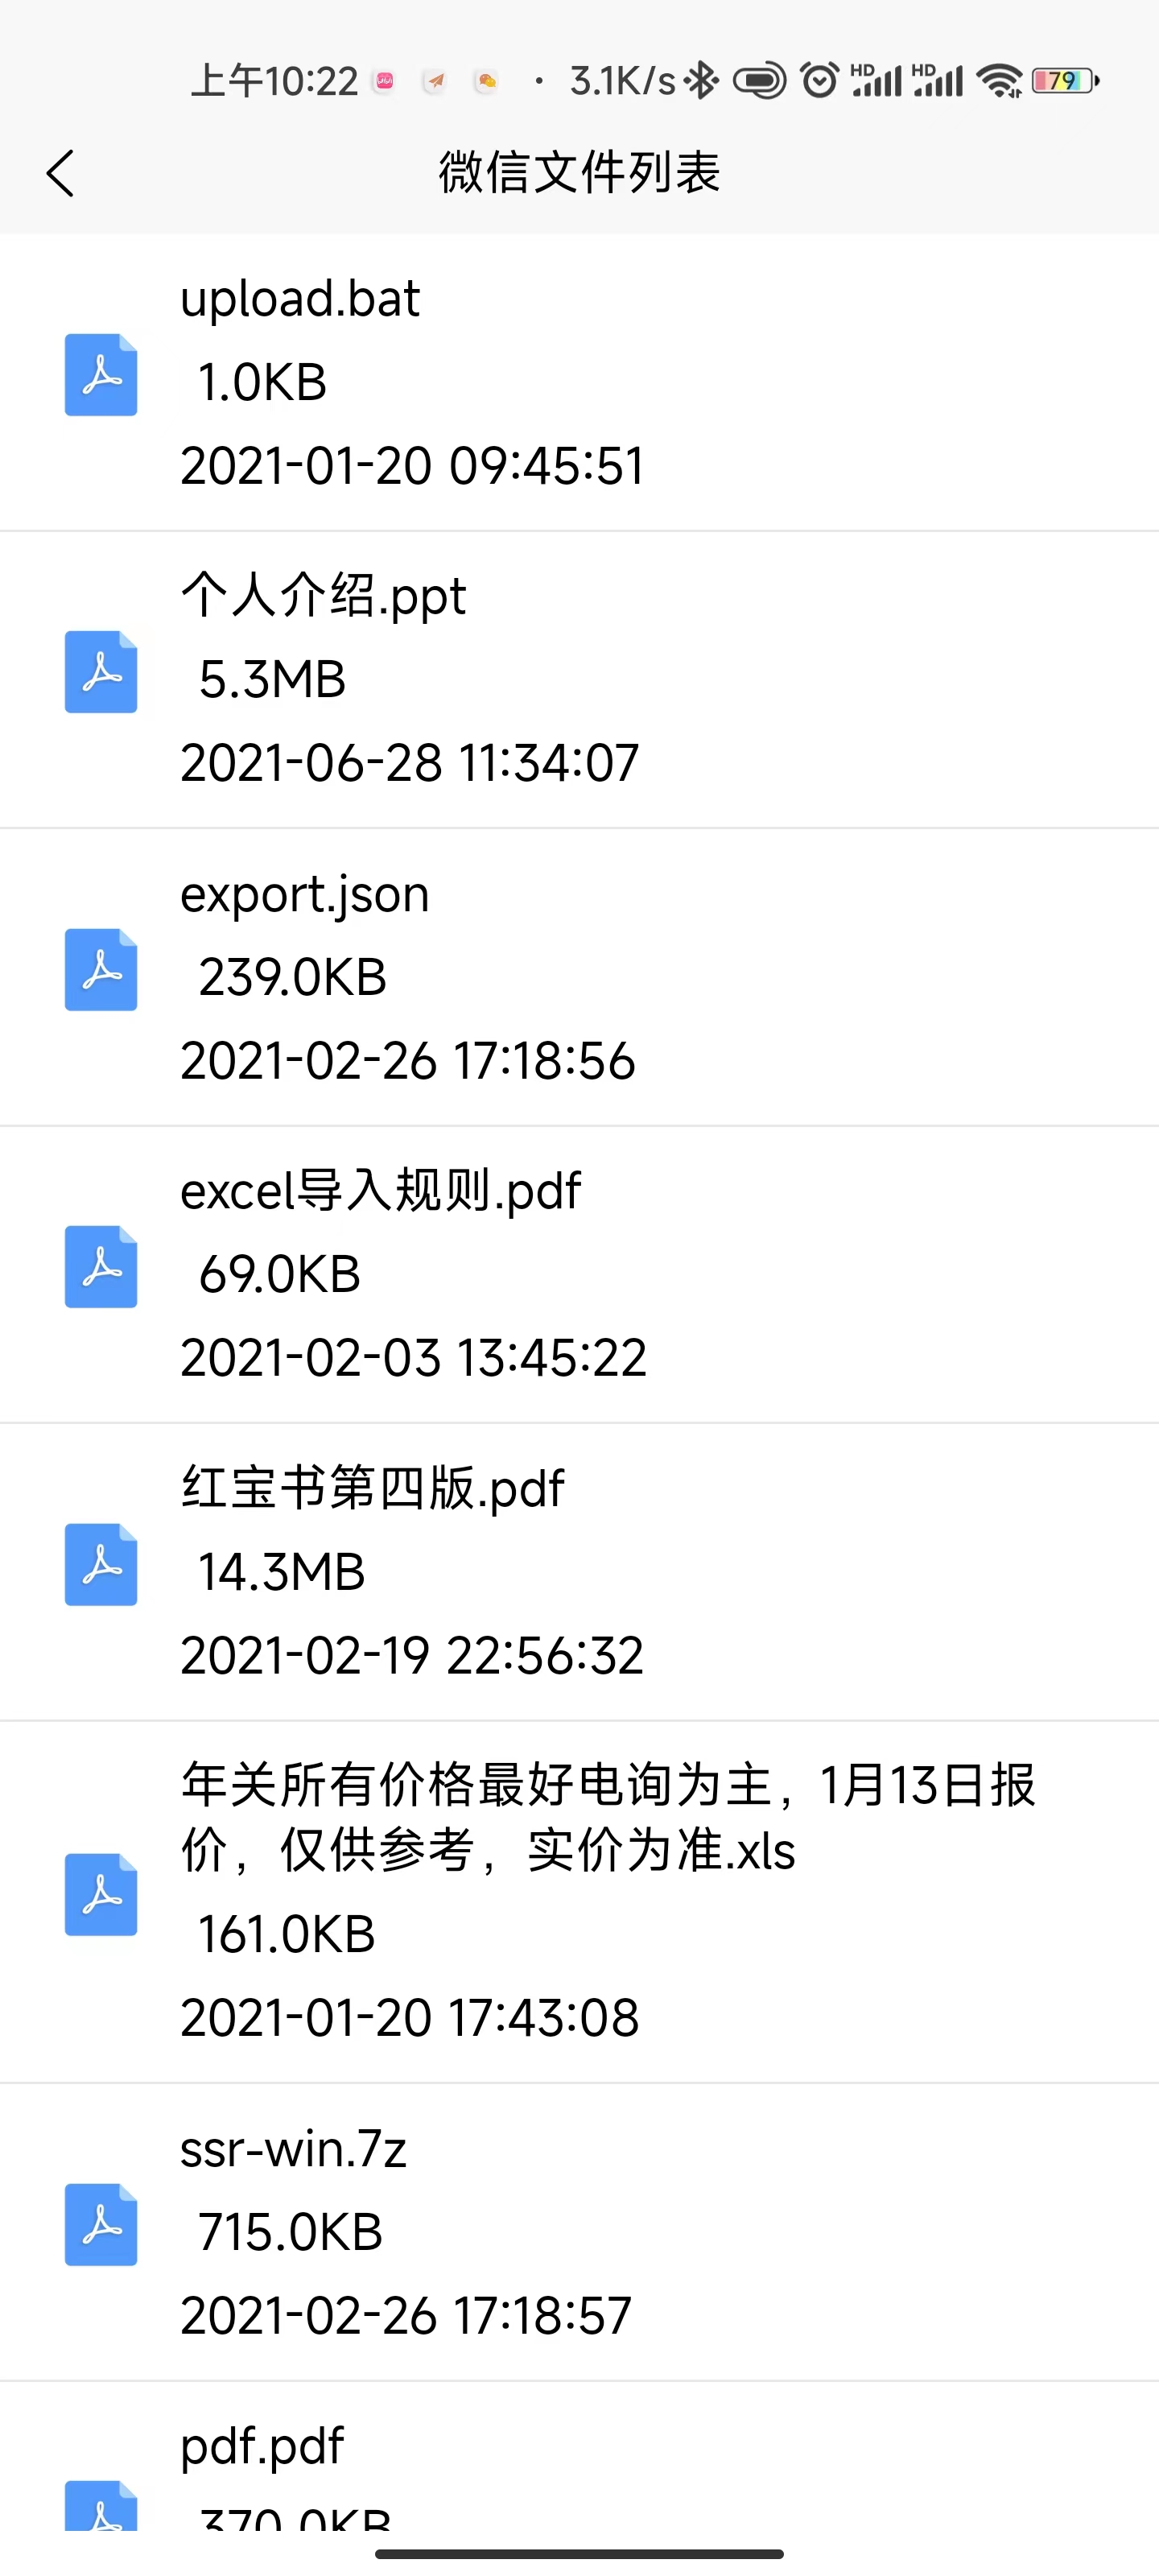 上午10:22 · 3.1K/s HD HD 79
微信文件列表
upload.bat
1.0KB
2021-01-20 09:45:51
个人介绍.ppt
5.3MB
2021-06-28 11:34:07
export.json
239.0KB
2021-02-26 17:18:56
excel导入规则.pdf
69.0KB
2021-02-03 13:45:22
红宝书第四版.pdf
14.3MB
2021-02-19 22:56:32
年关所有价格最好电询为主，1月13日报
价，仅供参考，实价为准.xls
161.0KB
2021-01-20 17:43:08
ssr-win.7z
715.0KB
2021-02-26 17:18:57
pdf.pdf
370.0KB